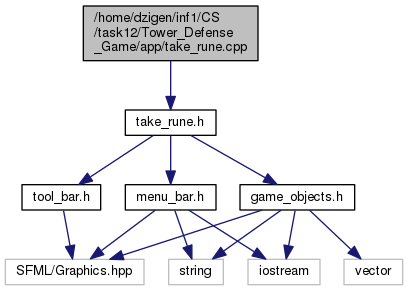 /home/dzigen/inf1/CS
/task12/Tower_Defense
_Game/app/take_rune.cpp
take_rune.h
tool_bar.h
menu_bar.h
game_objects.h
SFML/Graphics.hpp
string
iostream
vector